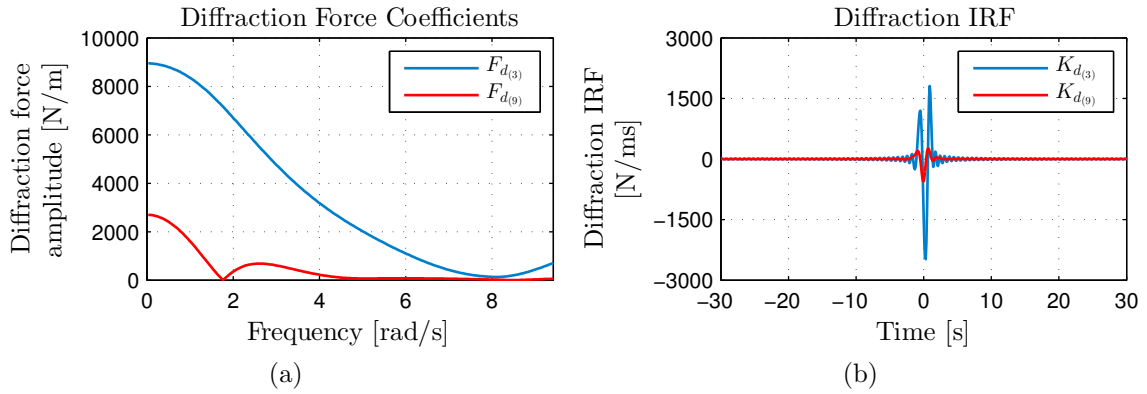 Diffraction Force Coefficients
Diffraction force
amplitude [N/m]
10000
8000
6000
4000
2000
0
F_{d_{(3)}}
F_{d_{(9)}}
0 2 4 6 8
Frequency [rad/s]
(a)
Diffraction IRF
Diffraction IRF
[N/ms]
3000
1500
0
−1500
−3000
K_{d_{(3)}}
K_{d_{(9)}}
−30 −20 −10 0 10 20 30
Time [s]
(b)